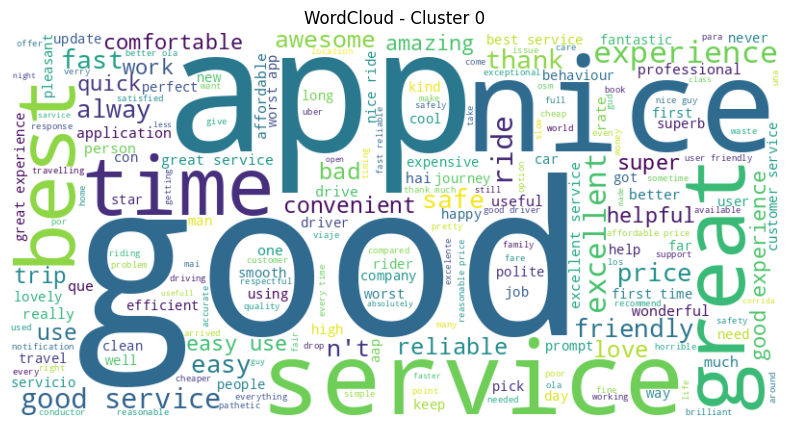 WordCloud - Cluster 0
offer
update
better ola
comfortable
awesome
location
amazing
best service
issue
care
fantastic
para
never
night
verry
pleasant
fast
work
satisfied
want
affordable
worst app
app
long
nice ride
kind
make
safely
cool
come
exceptional
osm
take
nice
thank
behaviour
full
cheap
experience
professional
class
una
response
service
quick
perfect
new
less
give
uber
fast reliable
book
nice guy
rate
gud
even
first
superb
waste
best
great experience
alway
application
person
con
great service
open
bad
timing
ride
expensive
slow
world
car
money
user friendly
sometime
travelling
home
getting
star
time
drive
hai
journey
option
super
got
better
made
user
available
customer service
por
man
convenient
driver
safe
thank much
still
useful
good driver
happy
pretty
excellent service
excellent
helpful
help
far
affordable price
los
support
great
good experience
trip
que
riding
problem
mai
driving
usefull
good
one
smooth
customer
respectful
using
quality
viaje
every time
compared
rider
company
worst
absolutely
excelente
reasonable price
family
fare
polite
job
price
first time
recommend
wonderful
corrida
safety
need
lovely
really
efficient
accurate
used
use
notification
travel
every
right
clean
well
arrived
easy use
easy
guy
fair
high
drop
n't
aap
many
reliable
faster
prompt
friendly
love
horrible
much
servicio
people
cheaper
everything
good service
conductor
reasonable
pathetic
service
simple
point
keep
pick
needed
poor
ola
day
fine
working
way
life
brilliant
around